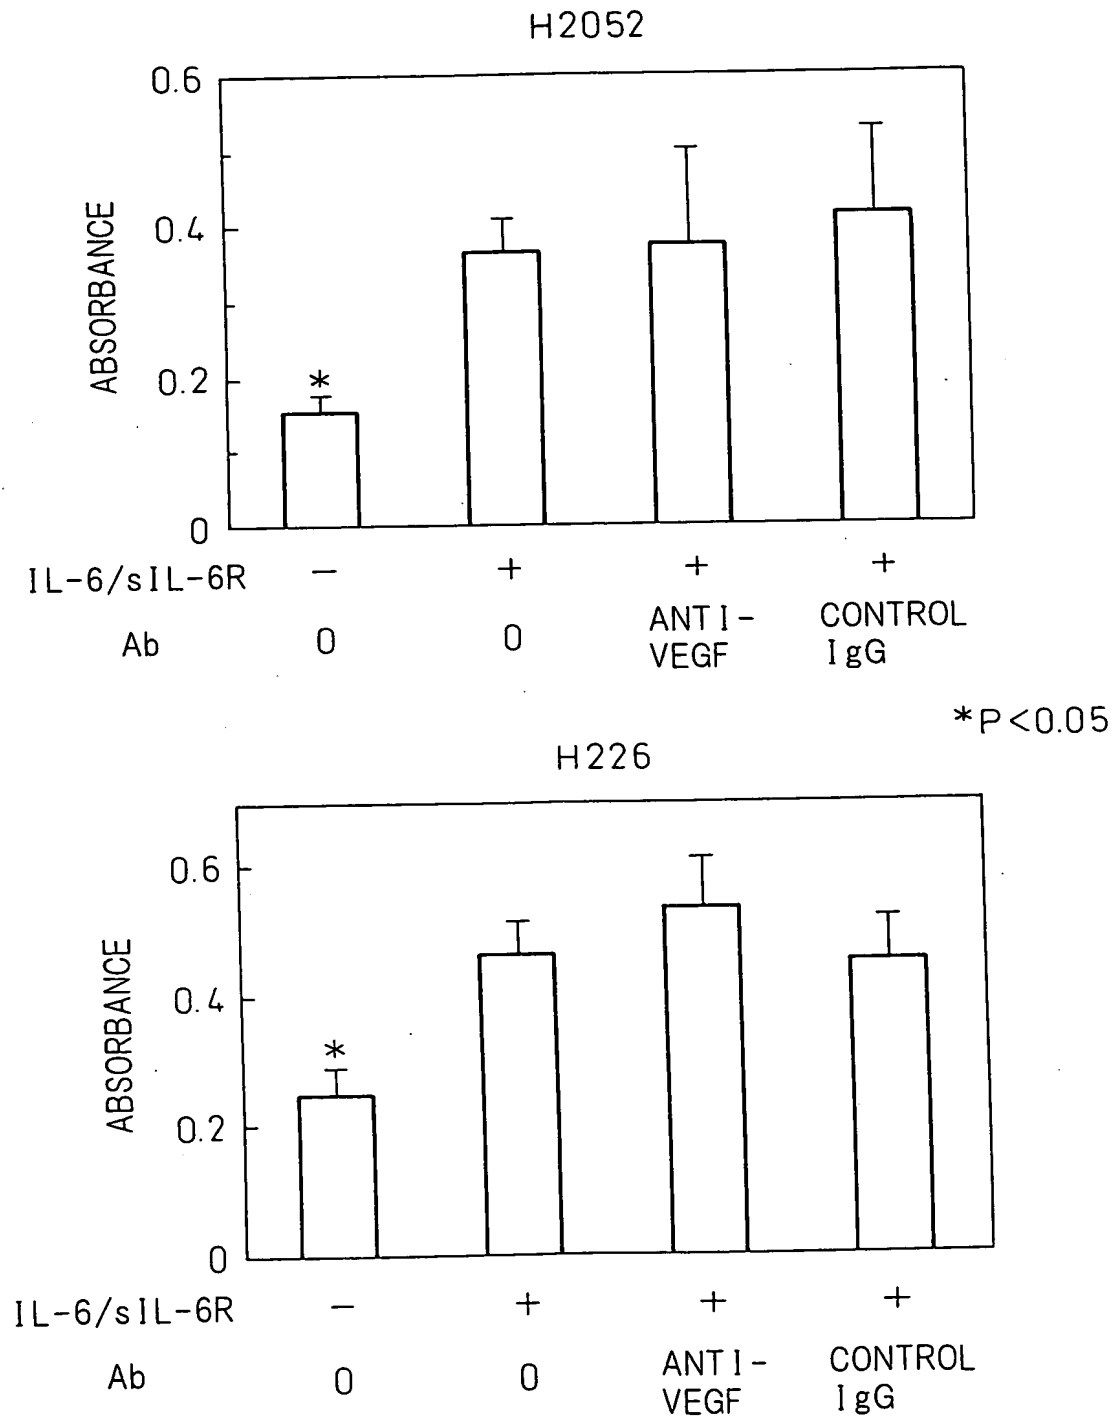 H2052
0.6
0.4
0.2
0
ABSORBANCE
*
IL-6/sIL-6R - + + +
Ab 0 0 ANTI-VEGF CONTROL IgG
*P<0.05
H226
0.6
0.4
0.2
0
ABSORBANCE
*
IL-6/sIL-6R - + + +
Ab 0 0 ANTI-VEGF CONTROL IgG